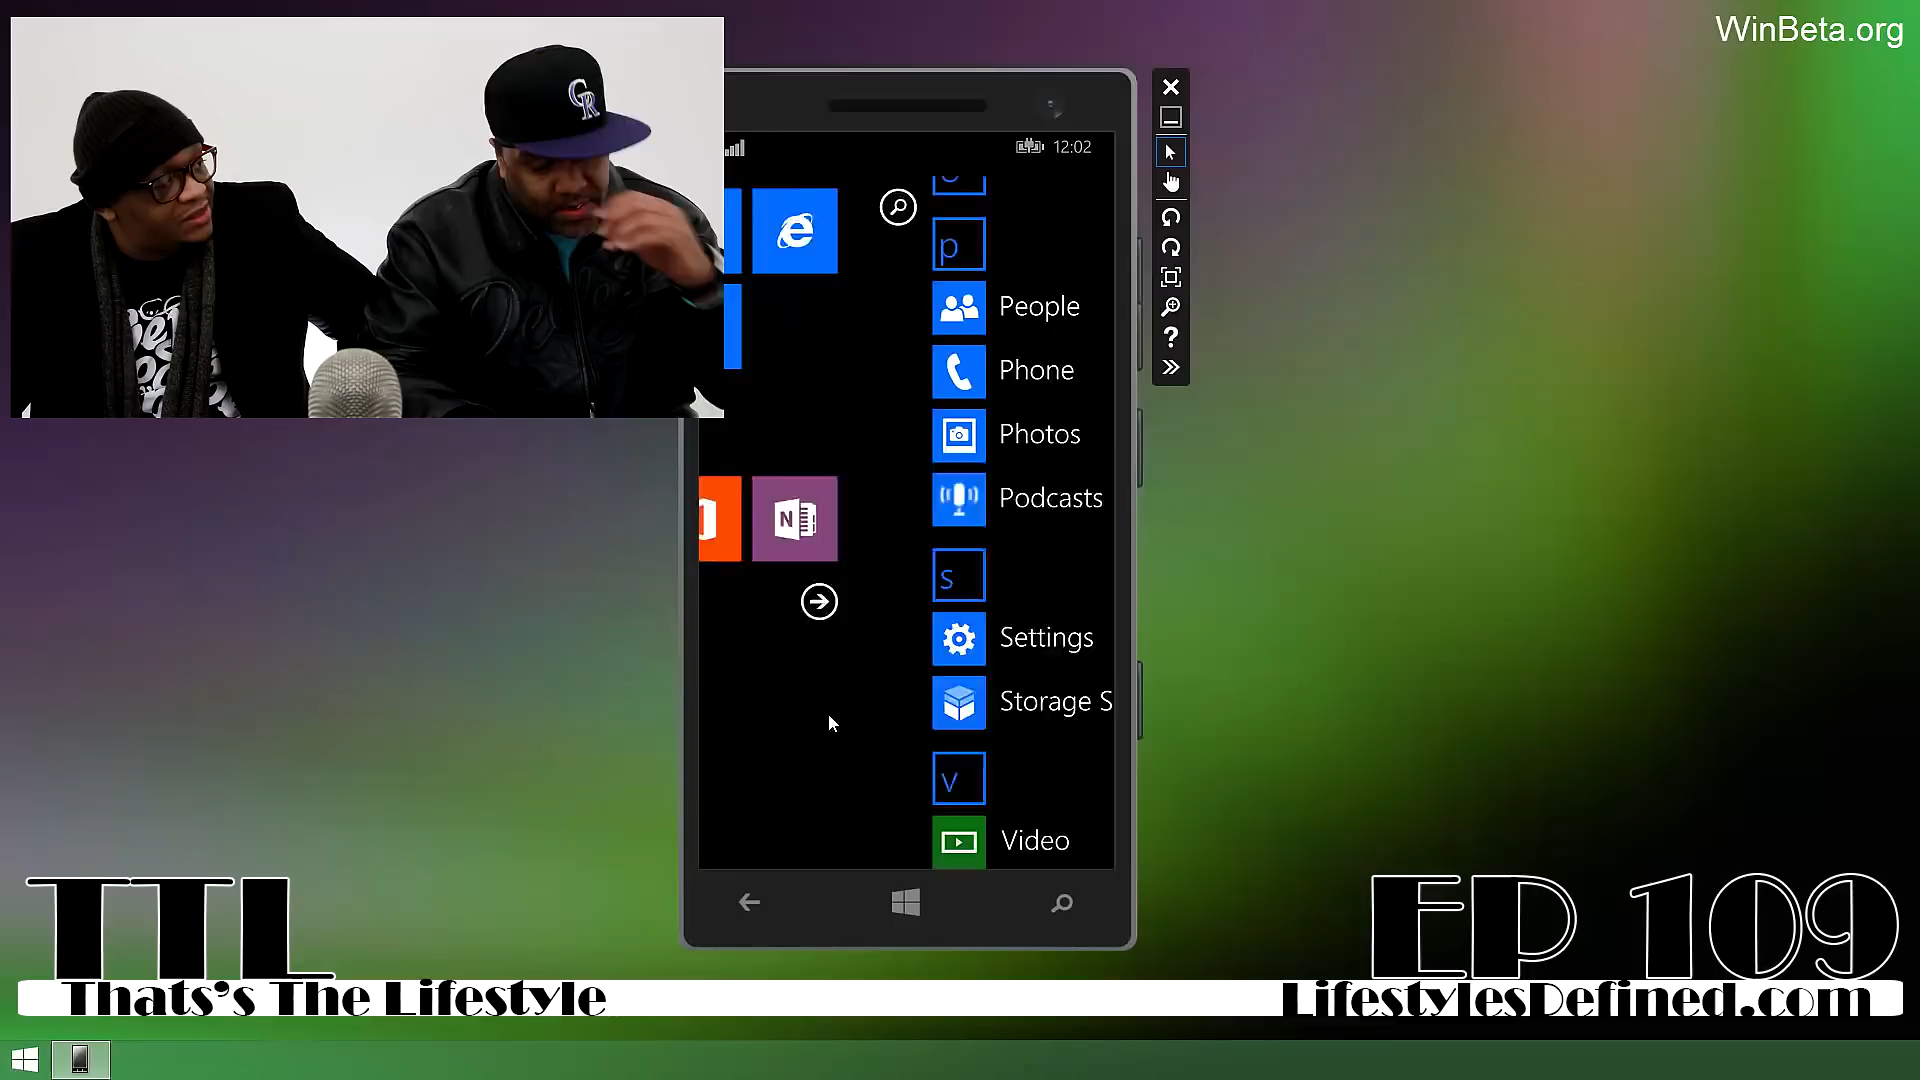 WinBeta.org
CR
12:02
p
People
Phone
Photos
Podcasts
N
s
Settings
Storage S
v
Video
TTL
EP 109
Thats's The Lifestyle
LifestylesDefined.com